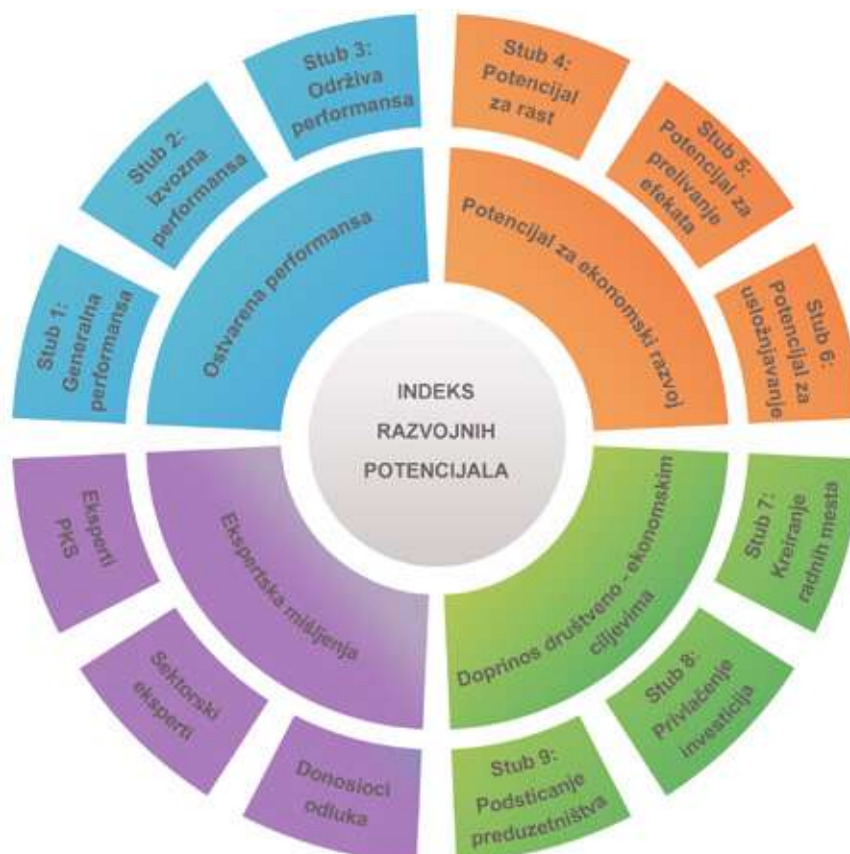 INDEKS
RAZVOJNIH
POTENCIJALA
Ostvarena performansa
Stub 1:
Generalna
performansa
Stub 2:
Izvozna
performansa
Stub 3:
Održiva
performansa
Potencijal za ekonomski razvoj
Stub 4:
Potencijal
za rast
Stub 5:
Potencijal za
prelivanje
efekata
Stub 6:
Potencijal za
usložnjavanje
Doprinos društveno - ekonomskim
ciljevima
Stub 7:
Kreiranje
radnih mesta
Stub 8:
Privlačenje
investicija
Stub 9:
Podsticanje
preduzetništva
Ekspertska mišljenja
Donosioci
odluka
Sektorski
eksperti
Eksperti
PKS